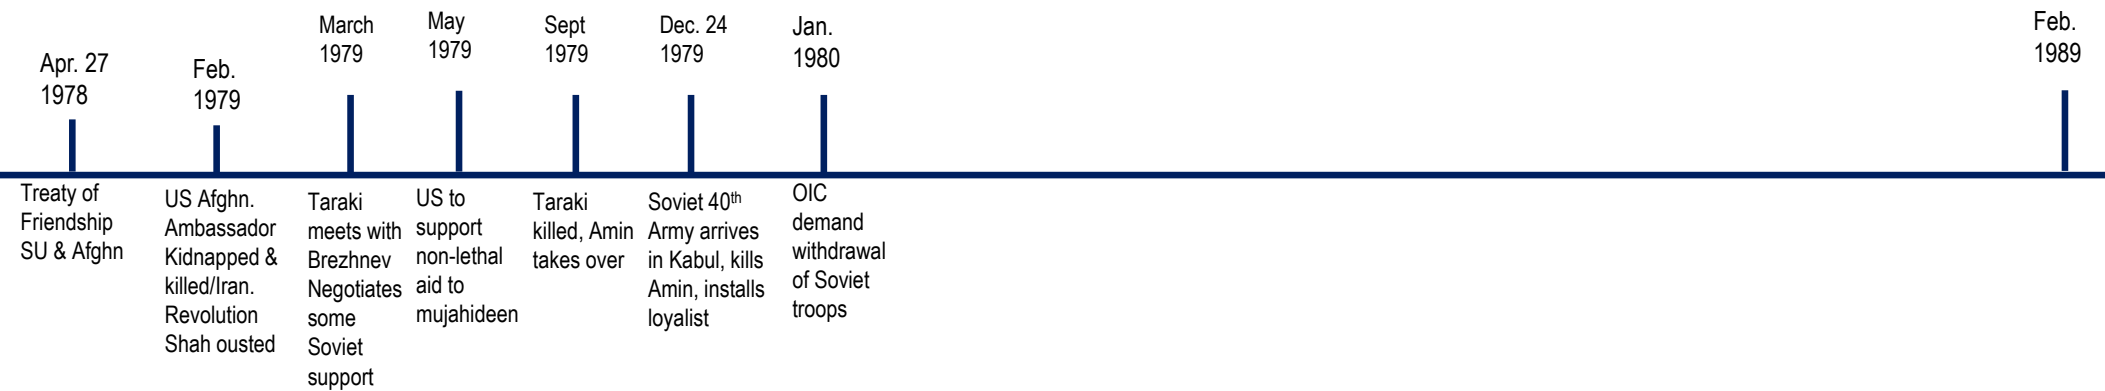 Apr. 27
1978
Treaty of
Friendship
SU & Afghn
Feb.
1979
US Afghn.
Ambassador
Kidnapped &
killed/Iran.
Revolution
Shah ousted
March
1979
Taraki
meets with
Brezhnev
Negotiates
some
Soviet
support
May
1979
US to
support
non-lethal
aid to
mujahideen
Sept
1979
Taraki
killed, Amin
takes over
Dec. 24
1979
Soviet 40th
Army arrives
in Kabul, kills
Amin, installs
loyalist
Jan.
1980
OIC
demand
withdrawal
of Soviet
troops
Feb.
1989